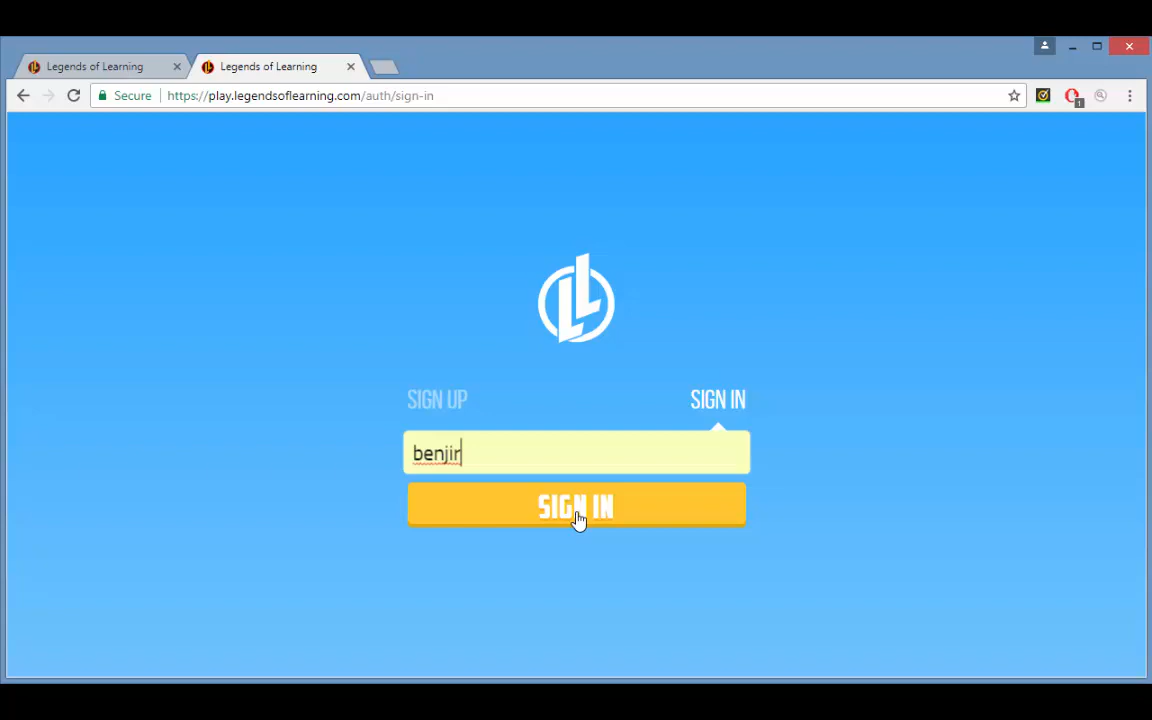 Legends of Learning
Legends of Learning
Secure https://play.legendsoflearning.com/auth/sign-in
1
SIGN UP
SIGN IN
benjir
SIGN IN